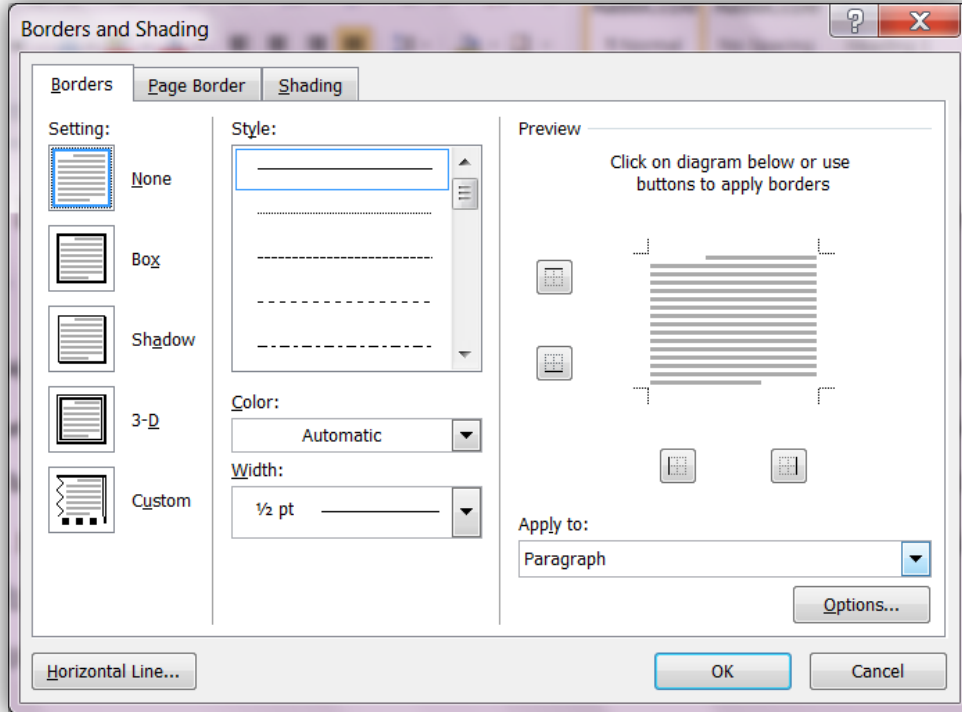 Borders and Shading
Borders
Page Border
Shading
Setting:
None
Box
Shadow
3-D
Custom
Style:
Color:
Automatic
Width:
½ pt
Preview
Click on diagram below or use
buttons to apply borders
Apply to:
Paragraph
Options...
Horizontal Line...
OK
Cancel